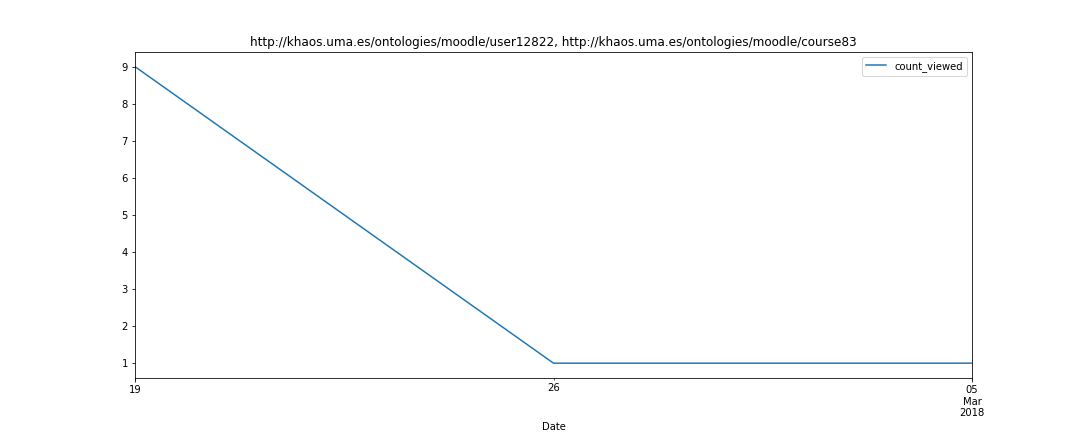 http://khaos.uma.es/ontologies/moodle/user12822, http://khaos.uma.es/ontologies/moodle/course83
count_viewed
9
8
7
6
5
4
3
2
1
19 26 05
Mar
2018
Date